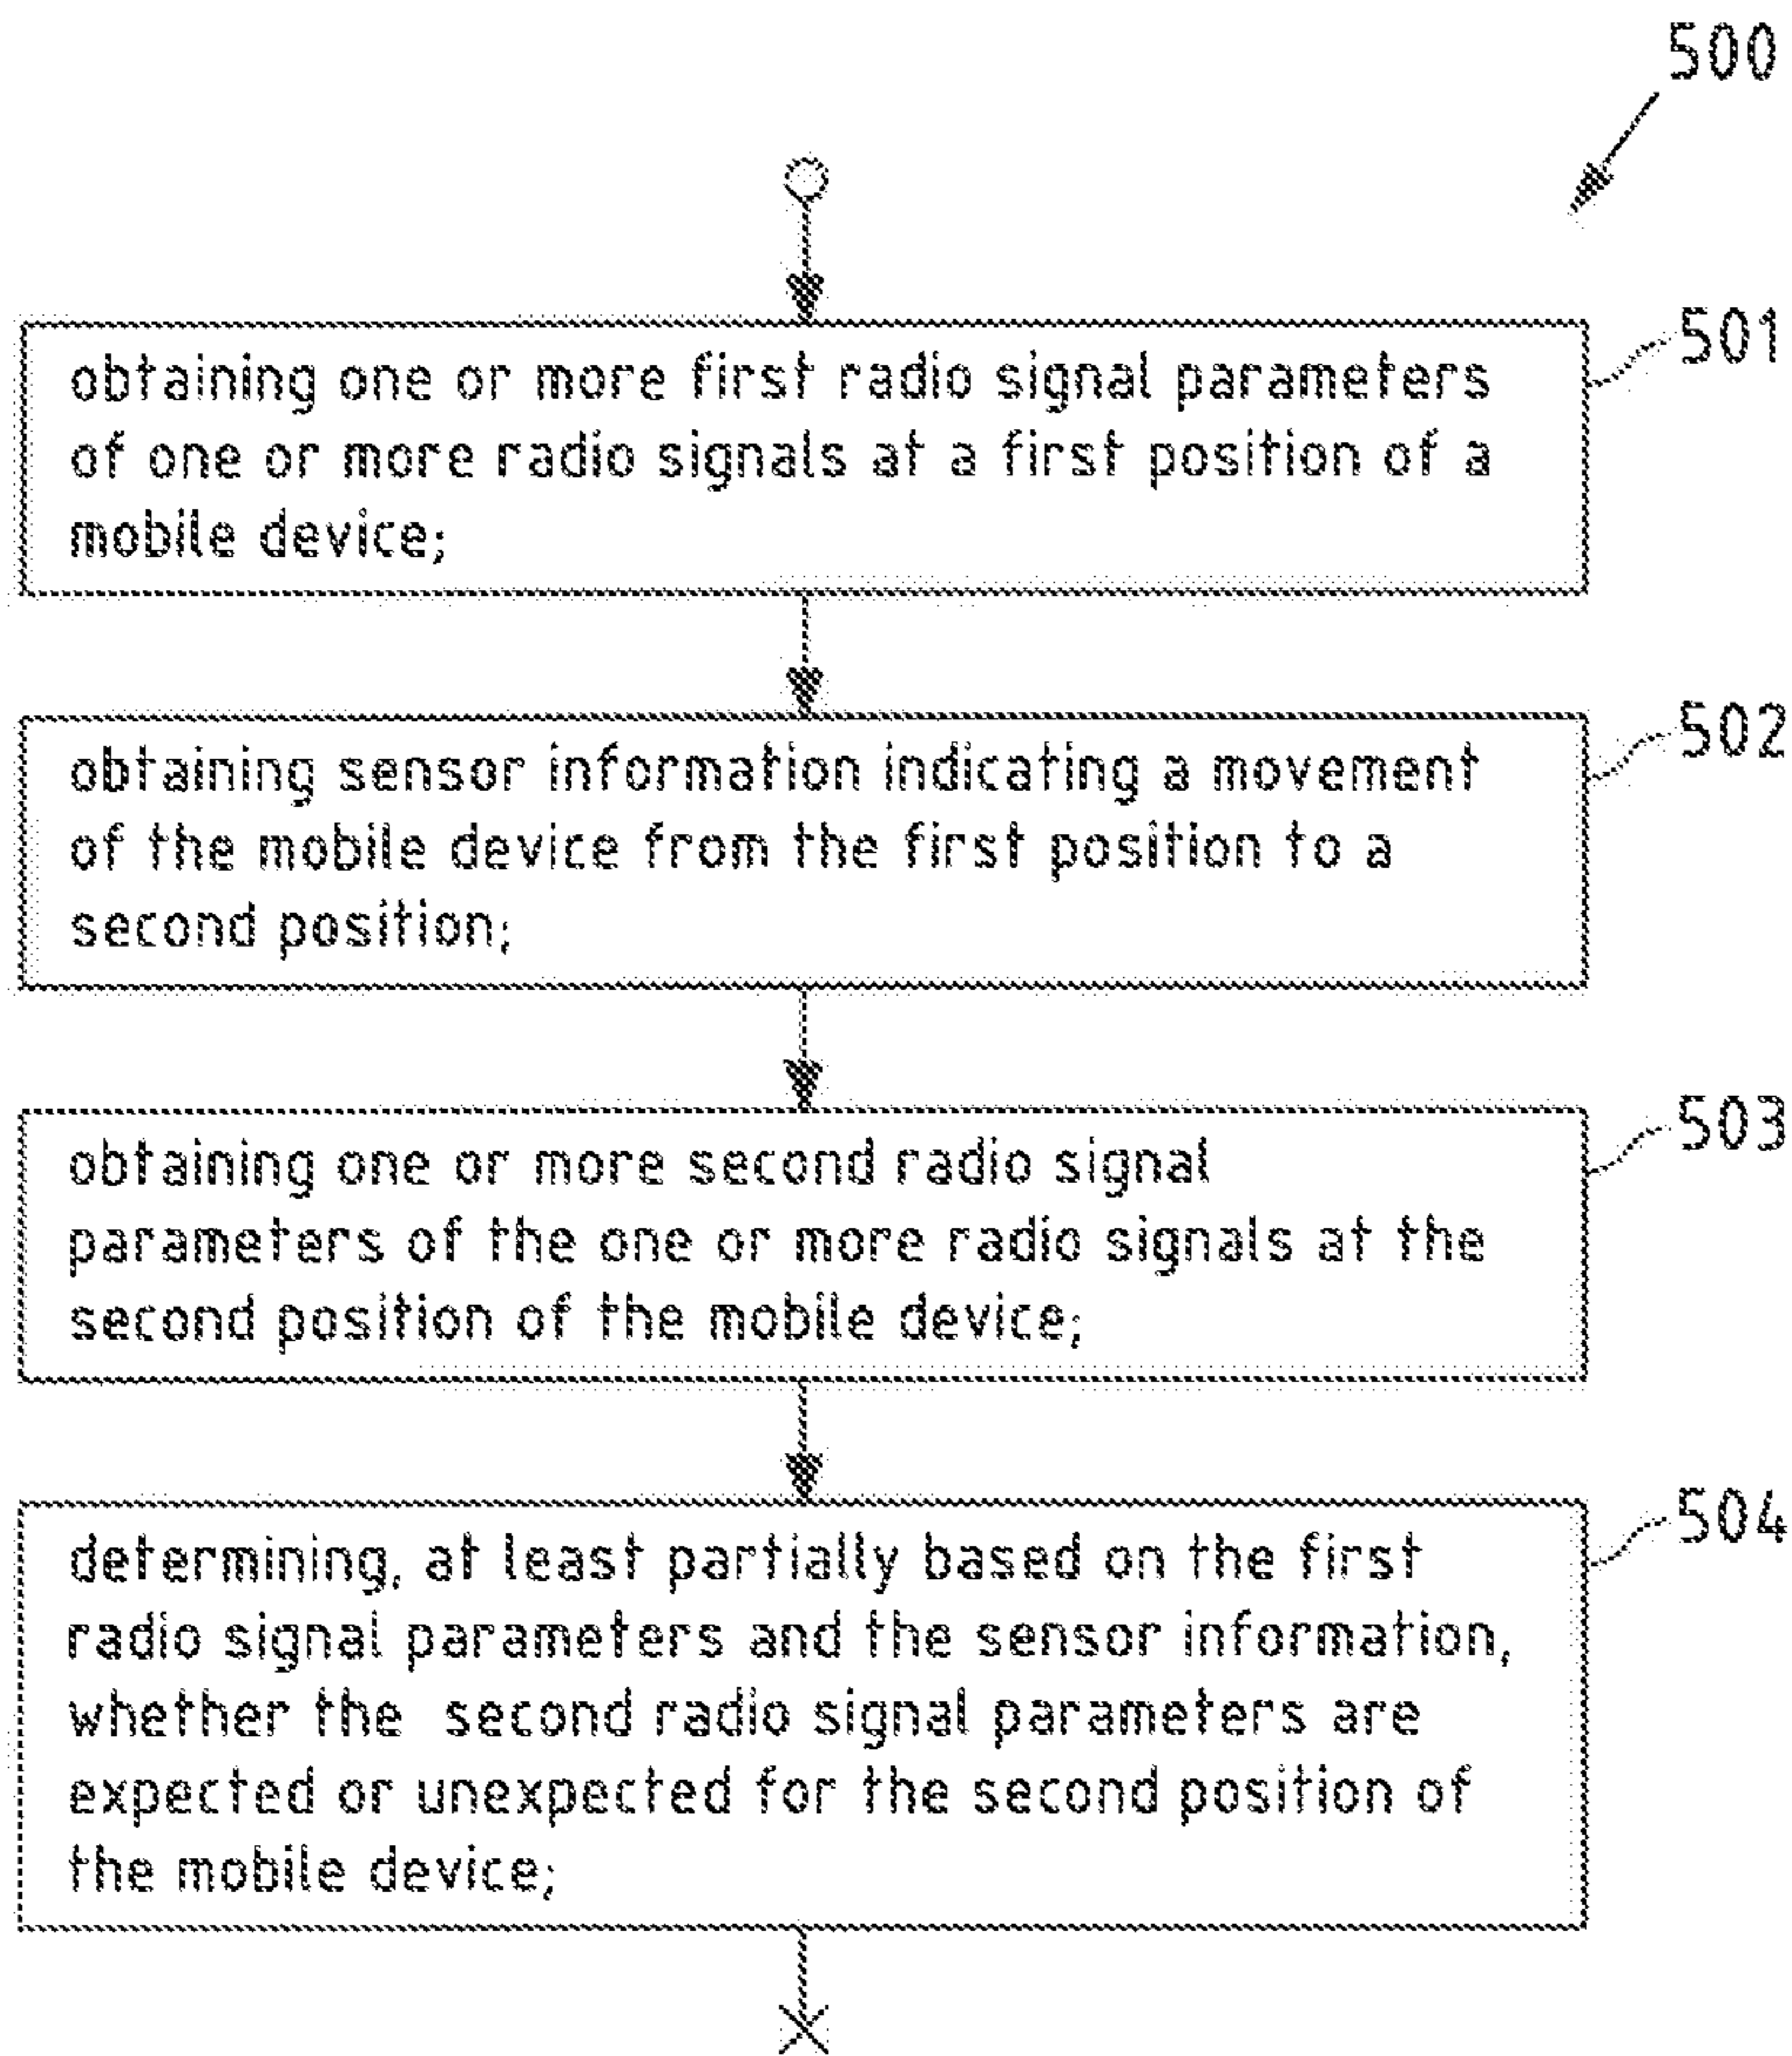 500
501
obtaining one or more first radio signal parameters
of one or more radio signals at a first position of a
mobile device;
502
obtaining sensor information indicating a movement
of the mobile device from the first position to a
second position;
503
obtaining one or more second radio signal
parameters of the one or more radio signals at the
second position of the mobile device;
504
determining, at least partially based on the first
radio signal parameters and the sensor information,
whether the second radio signal parameters are
expected or unexpected for the second position of
the mobile device;